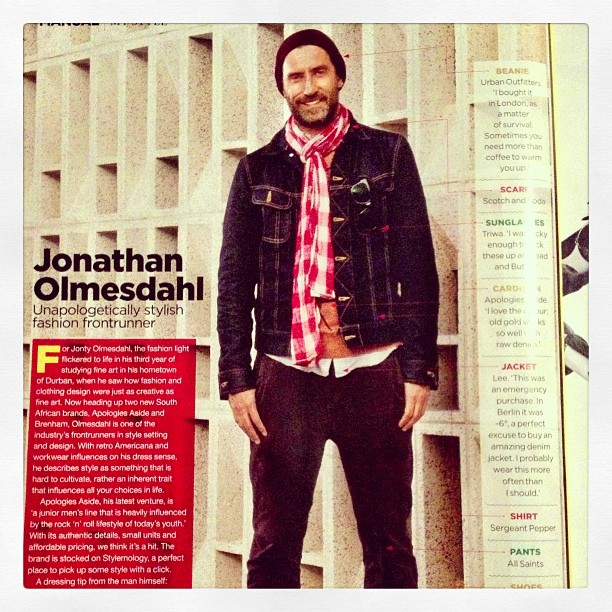 Jonathan
Olmesdahl
Unapologetically stylish
fashion frontrunner
For Jonty Olmesdahl, the fashion light
flickered to life in his third year of
studying fine art in his hometown
of Durban, when he saw how fashion and
clothing design were just as creative as
fine art. Now heading up two new South
African brands, Apologies Aside and
Brenham, Olmesdahl is one of the
industry's frontrunners in style setting
and design. With retro Americana and
workwear influences on his dress sense,
he describes style as something that is
hard to cultivate, rather an inherent trait
that influences all your choices in life.
Apologies Aside, his latest venture, is
'a junior men's line that is heavily influenced
by the rock 'n' roll lifestyle of today's youth.'
With its authentic details, small units and
affordable pricing, we think it's a hit. The
brand is stocked on Stylemology, a perfect
place to pick up some style with a click.
A dressing tip from the man himself:
BEANIE
Urban Outfitters.
'I bought it
in London, as
a matter
of survival.
Sometimes you
need more than
coffee to warm
you up.'
SCARF
Scotch and
Triwa. 'I
enough
these up
and
Apologies
'I love the
old gold
so well
raw
JACKET
Lee. 'This was
an emergency
purchase. In
Berlin it was
-6°, a perfect
excuse to buy an
amazing denim
jacket. I probably
wear this more
often than
I should.'
SHIRT
Sergeant Pepper
PANTS
All Saints
SHOES